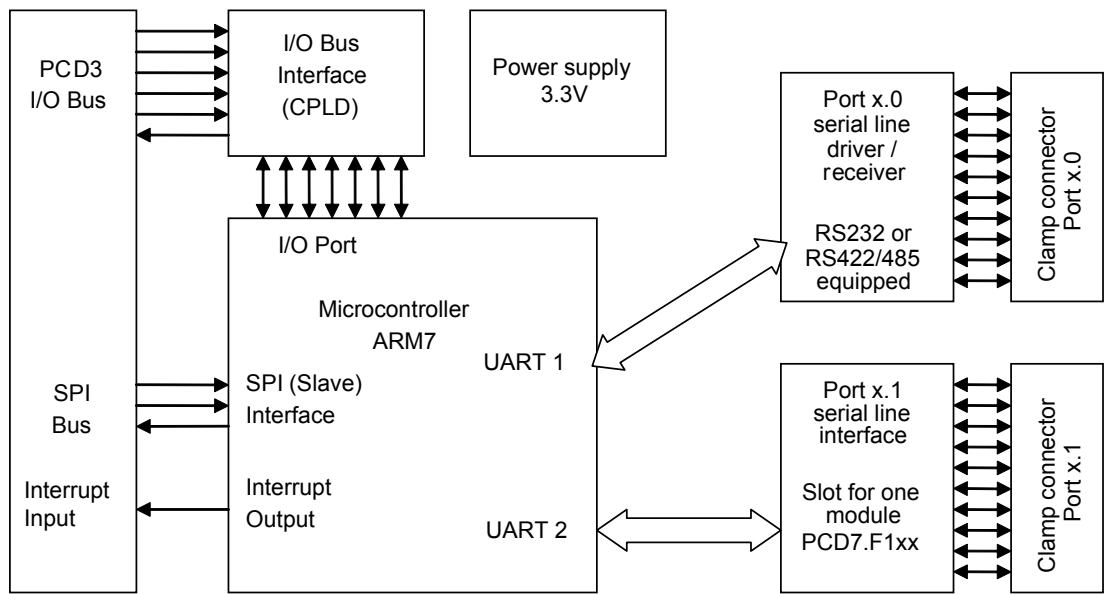 PCD3
I/O Bus
SPI
Bus
Interrupt
Input
I/O Bus
Interface
(CPLD)
Power supply
3.3V
I/O Port
Microcontroller
ARM7
UART 1
SPI (Slave)
Interface
Interrupt
Output
UART 2
Port x.0
serial line
driver /
receiver
RS232 or
RS422/485
equipped
Clamp connector
Port x.0
Port x.1
serial line
interface
Slot for one
module
PCD7.F1xx
Clamp connector
Port x.1